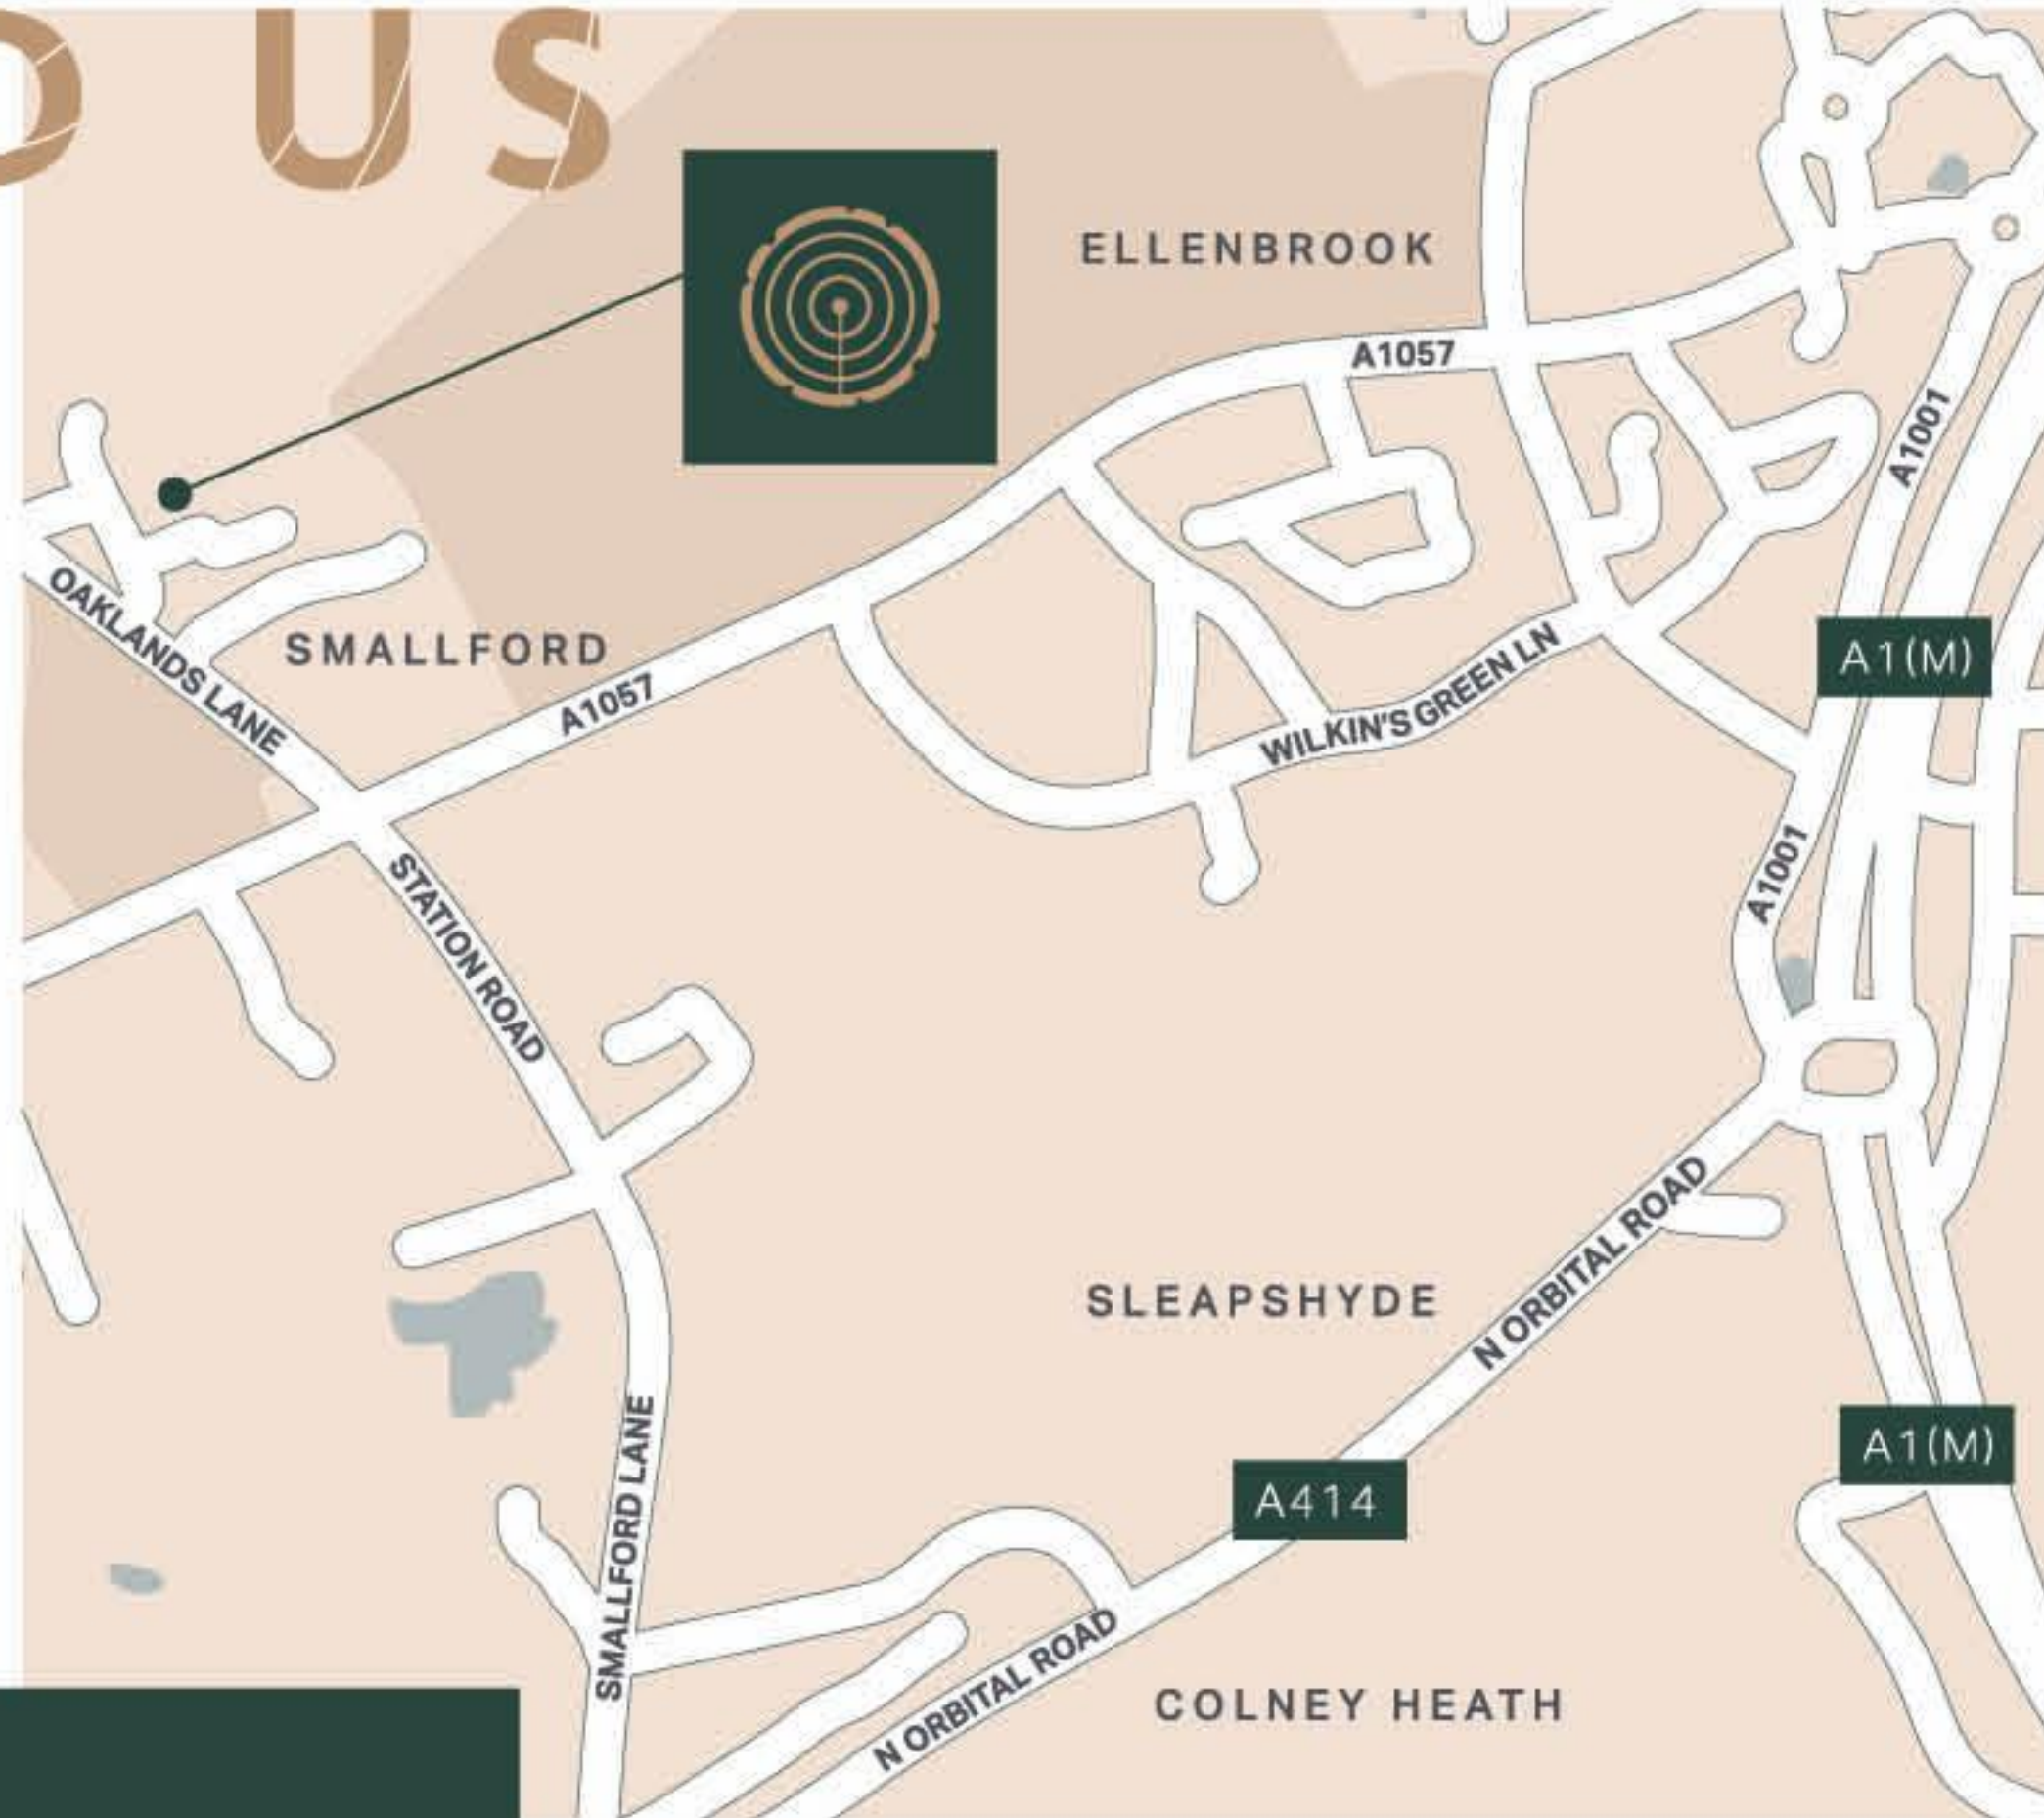 D US
ELLENBROOK
A1057
A1001
OAKLANDS LANE
SMALLFORD
A1057
WILKIN'S GREEN LN
A1(M)
STATION ROAD
A1001
SLEAPSHYDE
N ORBITAL ROAD
SMALLFORD LANE
A414
A1(M)
N ORBITAL ROAD
COLNEY HEATH